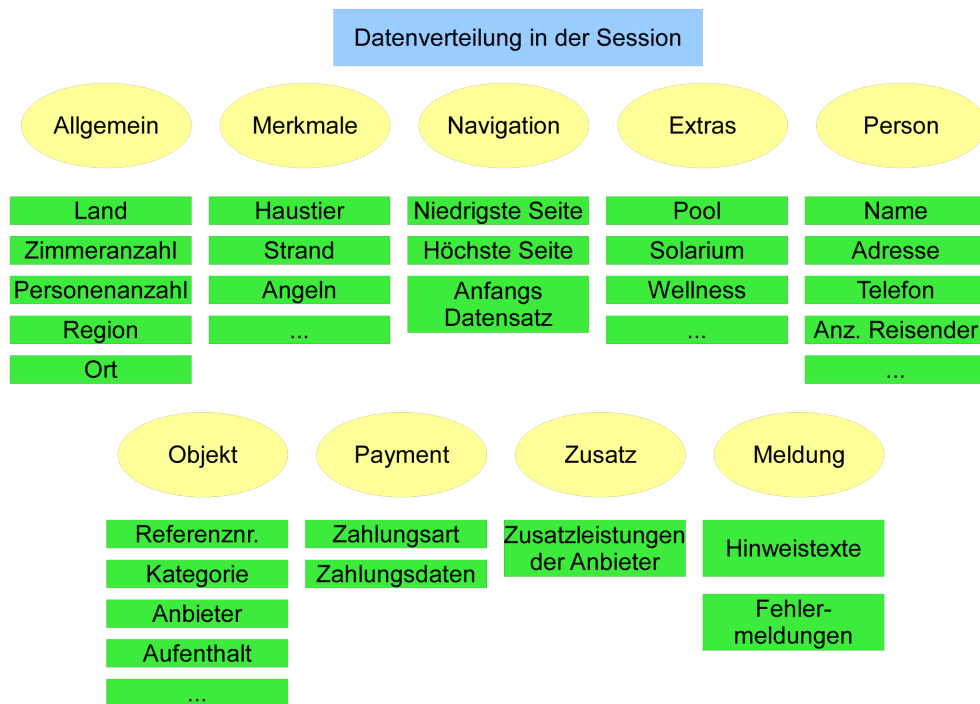 Datenverteilung in der Session
Allgemein
Merkmale
Navigation
Extras
Person
Land
Haustier
Niedrigste Seite
Pool
Name
Zimmeranzahl
Strand
Höchste Seite
Solarium
Adresse
Personenanzahl
Angeln
Anfangs
Datensatz
Wellness
Telefon
Region
...
...
Anz. Reisender
Ort
...
Objekt
Payment
Zusatz
Meldung
Referenznr.
Zahlungsart
Zusatzleistungen
der Anbieter
Hinweistexte
Kategorie
Zahlungsdaten
Anbieter
Fehler-
meldungen
Aufenthalt
...